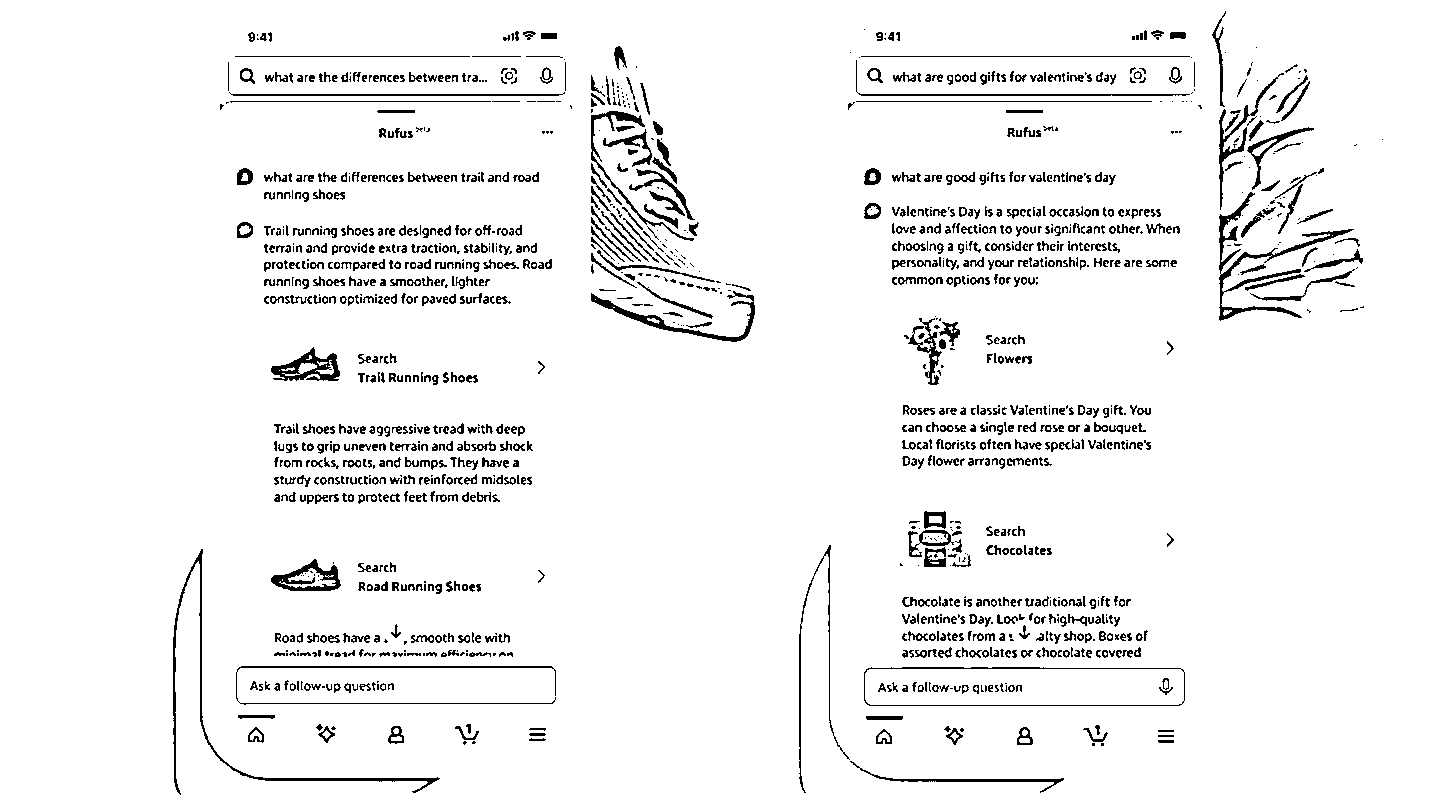 9:41
what are the differences between tra...
Rufus beta
what are the differences between trail and road
running shoes
Trail running shoes are designed for off-road
terrain and provide extra traction, stability, and
protection compared to road running shoes. Road
running shoes have a smoother, lighter
construction optimized for paved surfaces.
Search
Trail Running Shoes
Trail shoes have aggressive tread with deep
lugs to grip uneven terrain and absorb shock
from rocks, roots, and bumps. They have a
sturdy construction with reinforced midsoles
and uppers to protect feet from debris.
Search
Road Running Shoes
Road shoes have a , smooth sole with
minimal tread for maximum efficiency on
Ask a follow-up question
1
9:41
what are good gifts for valentine's day
Rufus beta
what are good gifts for valentine's day
Valentine's Day is a special occasion to express
love and affection to your significant other. When
choosing a gift, consider their interests,
personality, and your relationship. Here are some
common options for you:
Search
Flowers
Roses are a classic Valentine's Day gift. You
can choose a single red rose or a bouquet.
Local florists often have special Valentine's
Day flower arrangements.
Search
Chocolates
Chocolate is another traditional gift for
Valentine's Day. Look for high-quality
chocolates from a shop. Boxes of
assorted chocolates or chocolate covered
Ask a follow-up question
1